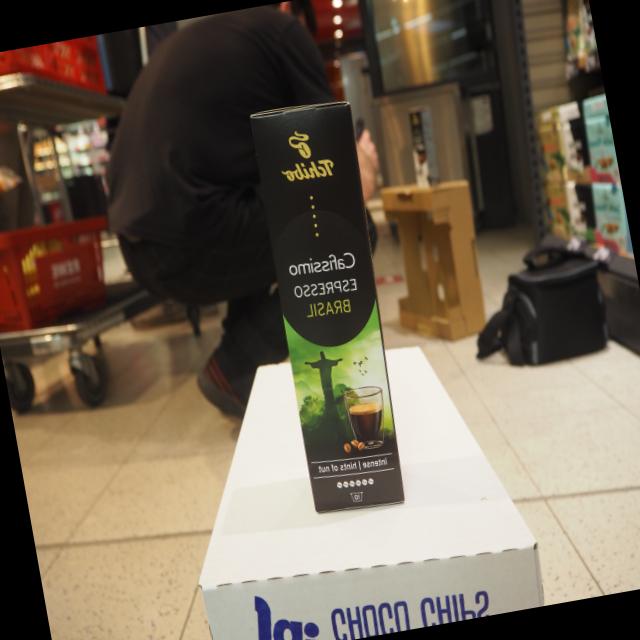 Tchibo
Cafissimo
ESPRESSO
BRASIL
intense | hints of nut
10
CHOCO CHIPS